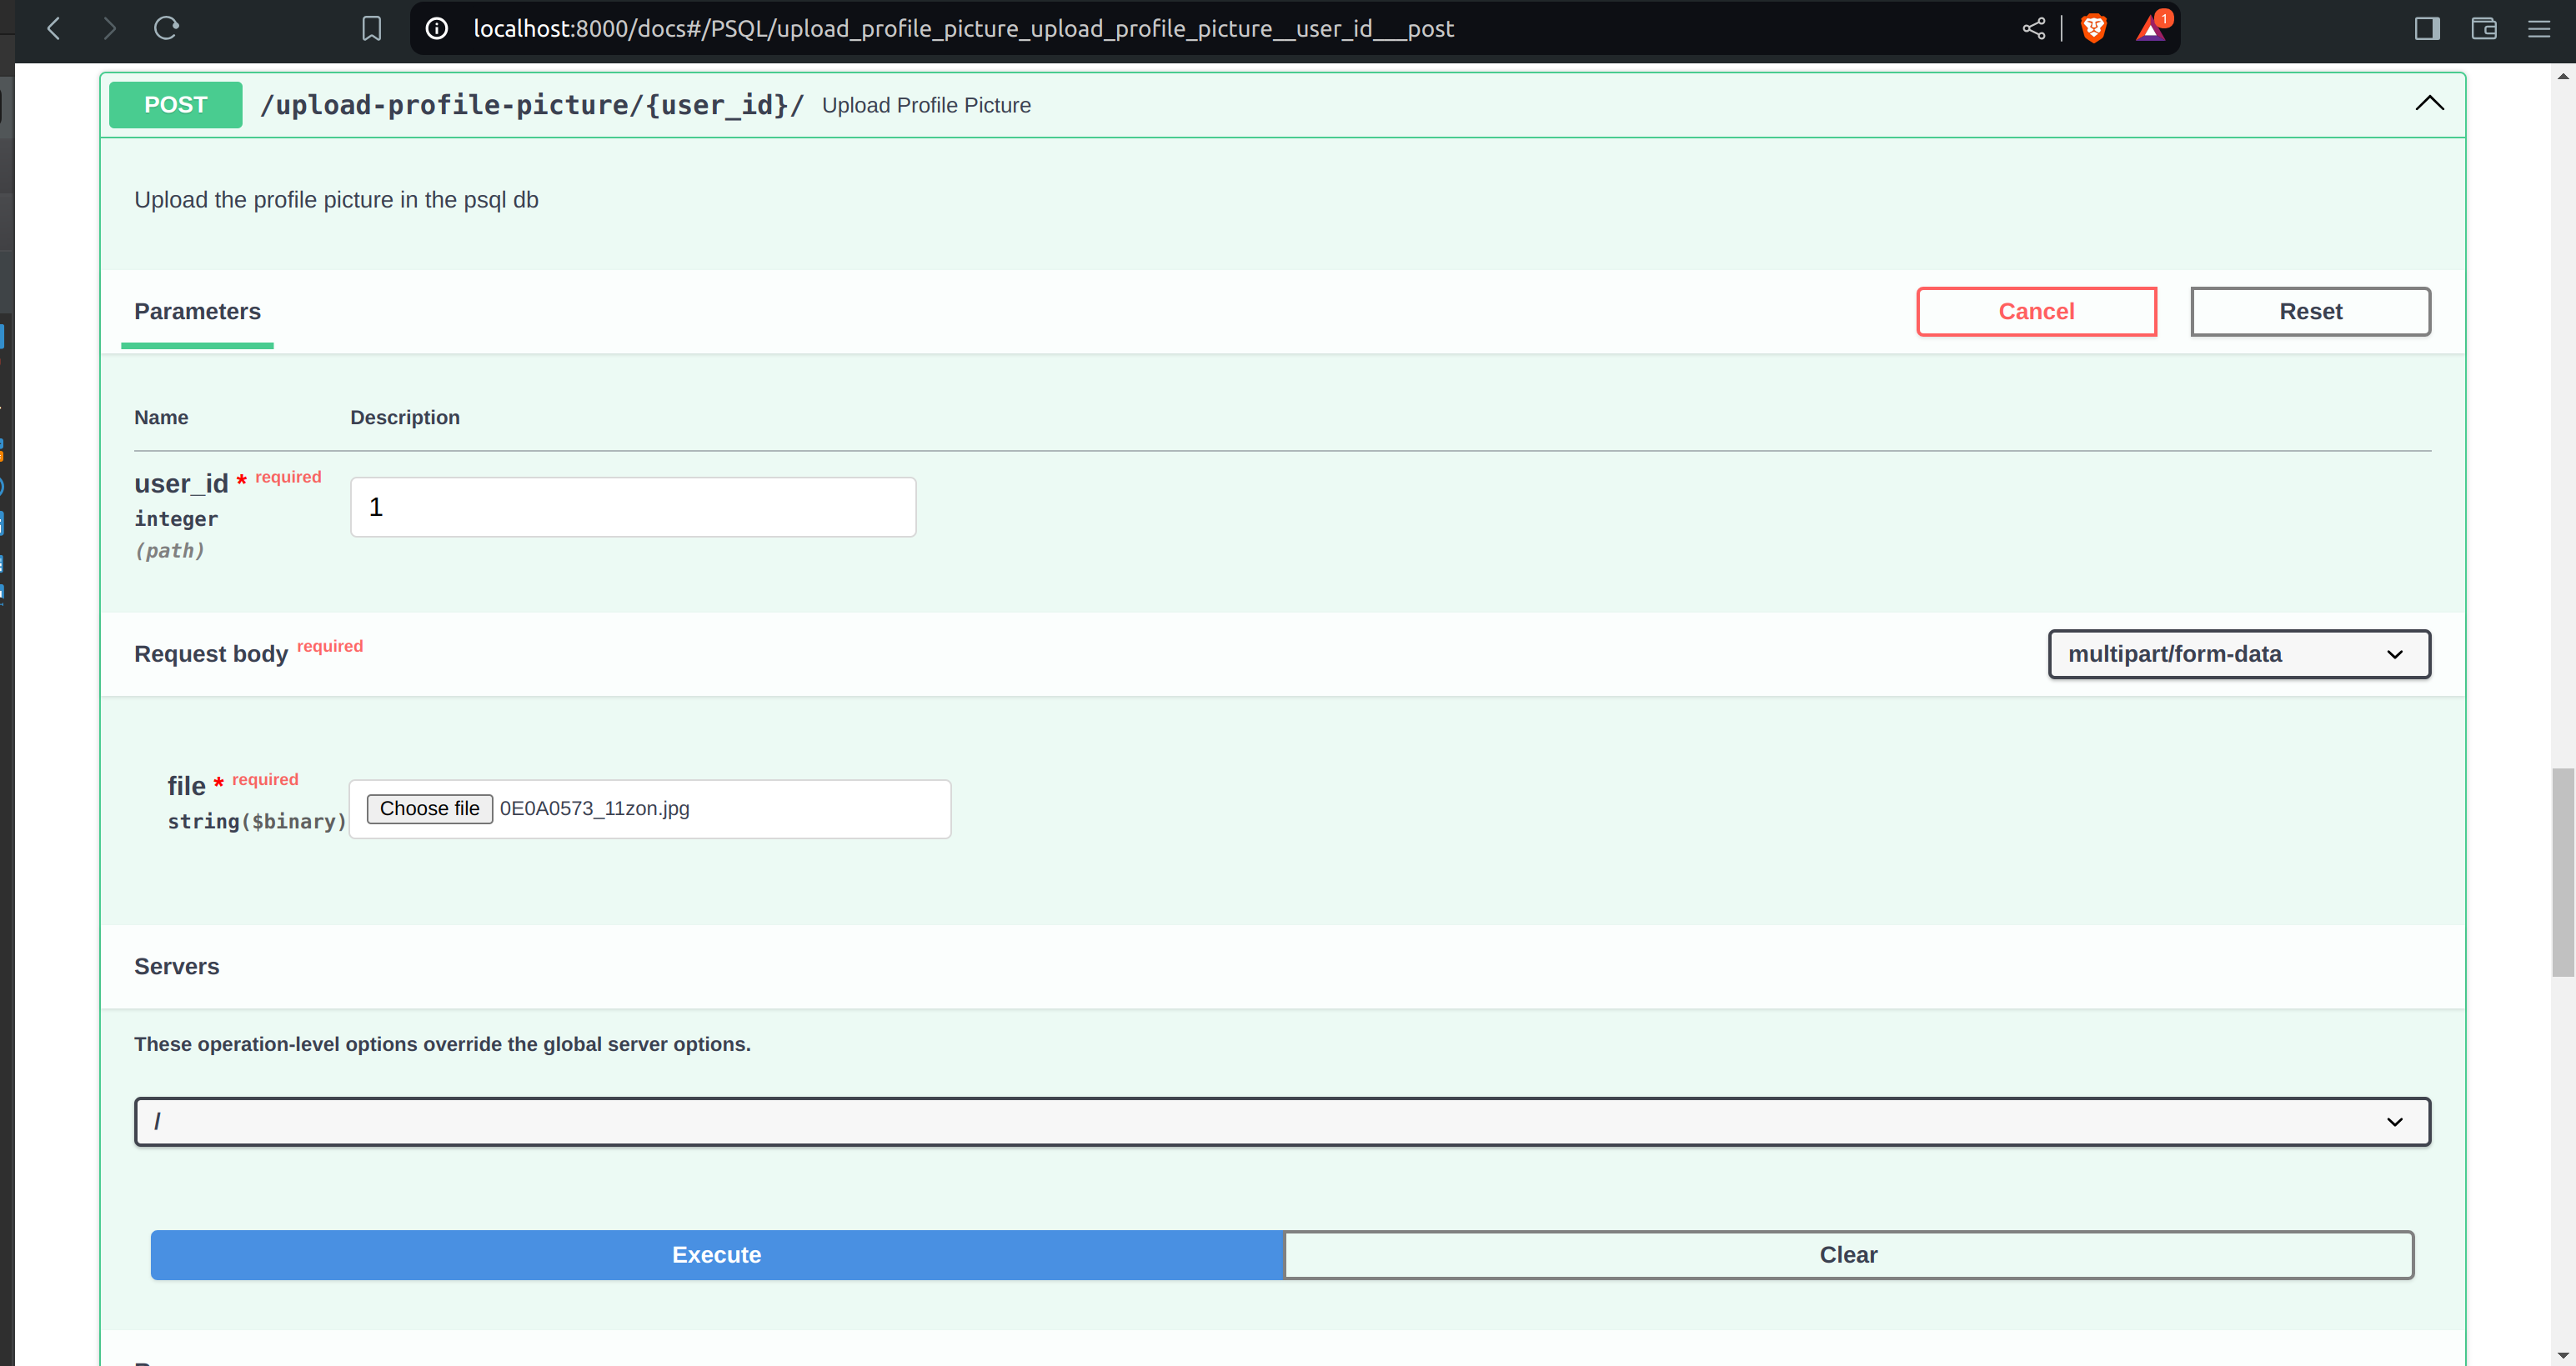 localhost:8000/docs#/PSQL/upload_profile_picture_upload_profile_picture__user_id___post
1
POST /upload-profile-picture/{user_id}/ Upload Profile Picture
Upload the profile picture in the psql db
Parameters
Cancel
Reset
Name Description
user_id * required
integer
(path)
1
Request body required
multipart/form-data
file * required
string($binary)
Choose file 0E0A0573_11zon.jpg
Servers
These operation-level options override the global server options.
/
Execute
Clear